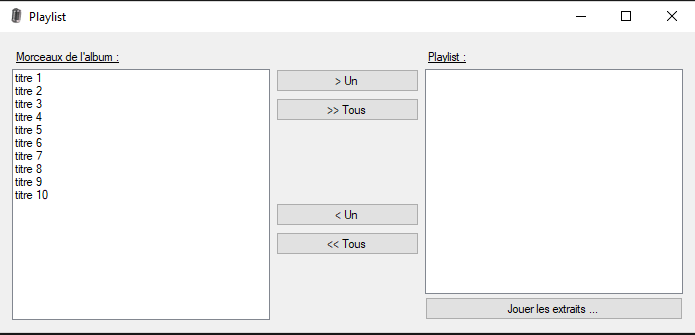 Playlist
Morceaux de l'album :
titre 1
titre 2
titre 3
titre 4
titre 5
titre 6
titre 7
titre 8
titre 9
titre 10
> Un
>> Tous
< Un
<< Tous
Playlist :
Jouer les extraits ...